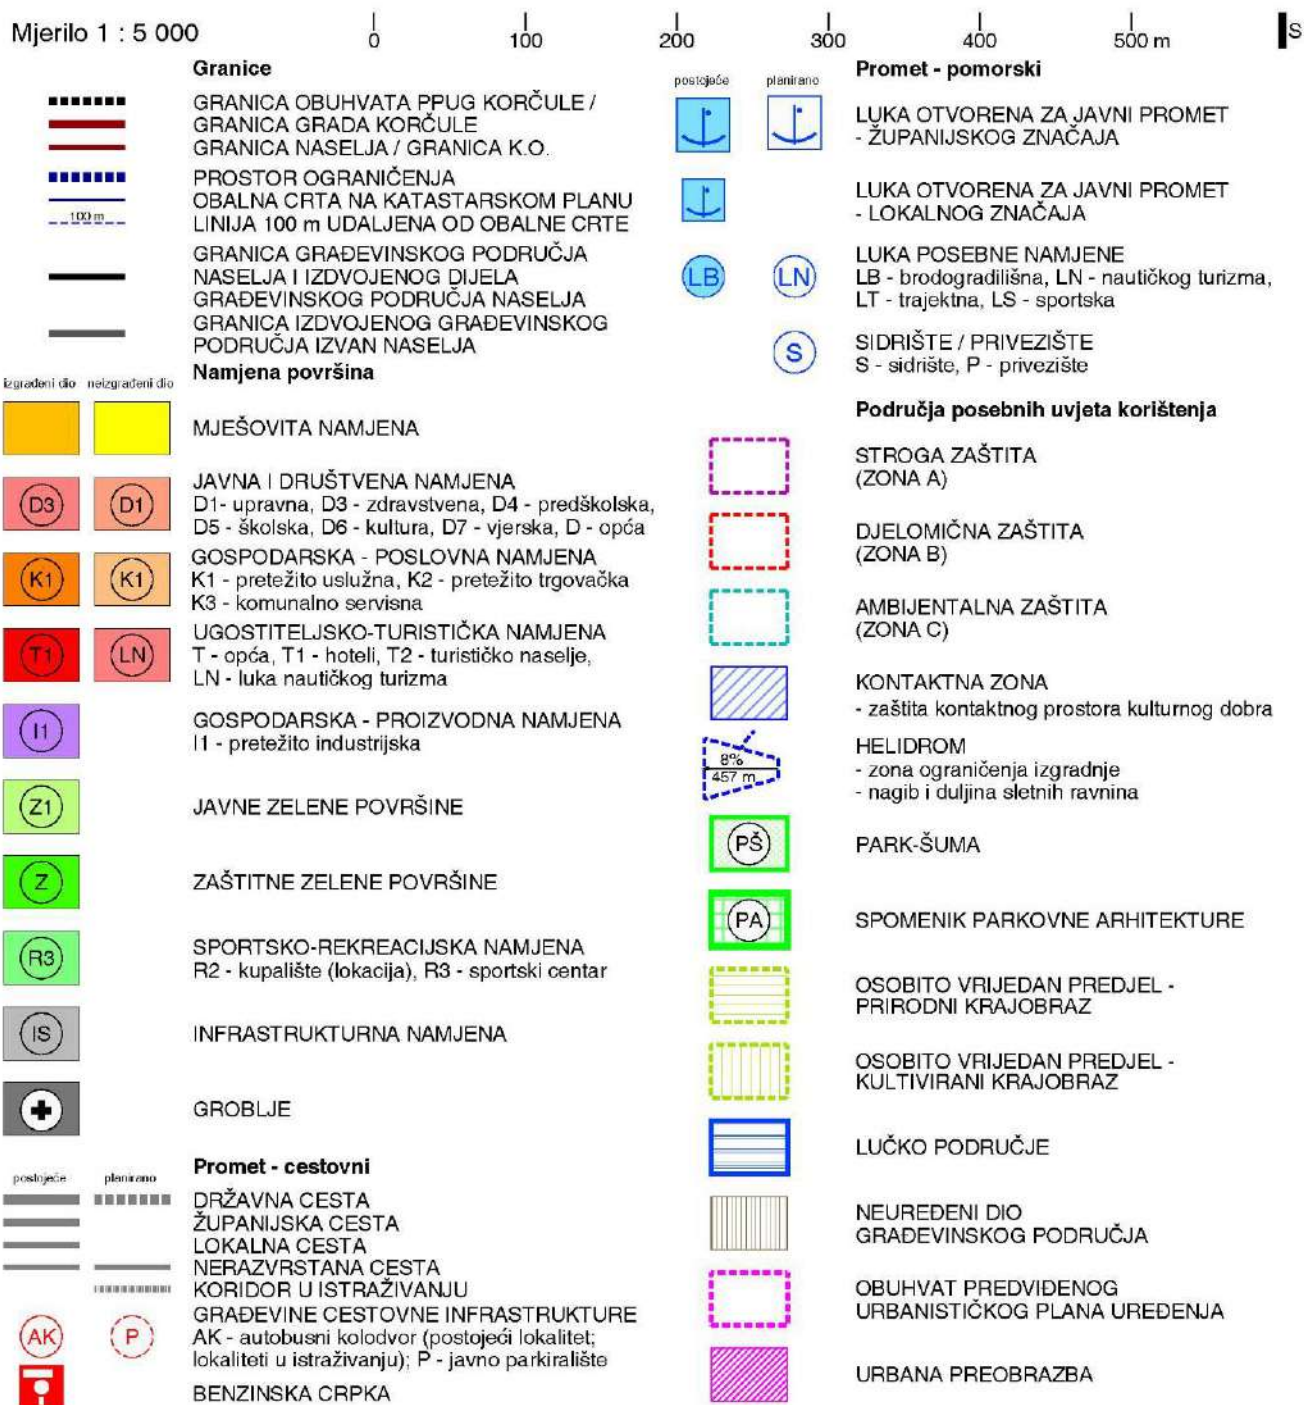 Mjerilo 1 : 5 000
0 100 200 300 400 500 m
S
Granice
GRANICA OBUHVATA PPUG KORČULE /
GRANICA GRADA KORČULE
GRANICA NASELJA / GRANICA K.O.
PROSTOR OGRANIČENJA
OBALNA CRTA NA KATASTARSKOM PLANU
100 m
LINIJA 100 m UDALJENA OD OBALNE CRTE
GRANICA GRAĐEVINSKOG PODRUČJA
NASELJA I IZDVOJENOG DIJELA
GRAĐEVINSKOG PODRUČJA NASELJA
GRANICA IZDVOJENOG GRAĐEVINSKOG
PODRUČJA IZVAN NASELJA
Namjena površina
izgrađeni dio neizgrađeni dio
MJEŠOVITA NAMJENA
D3 D1
JAVNA I DRUŠTVENA NAMJENA
D1- upravna, D3 - zdravstvena, D4 - predškolska,
D5 - školska, D6 - kultura, D7 - vjerska, D - opća
K1 K1
GOSPODARSKA - POSLOVNA NAMJENA
K1 - pretežito uslužna, K2 - pretežito trgovačka
K3 - komunalno servisna
T1 LN
UGOSTITELJSKO-TURISTIČKA NAMJENA
T - opća, T1 - hoteli, T2 - turističko naselje,
LN - luka nautičkog turizma
I1
GOSPODARSKA - PROIZVODNA NAMJENA
I1 - pretežito industrijska
Z1
JAVNE ZELENE POVRŠINE
Z
ZAŠTITNE ZELENE POVRŠINE
R3
SPORTSKO-REKREACIJSKA NAMJENA
R2 - kupalište (lokacija), R3 - sportski centar
IS
INFRASTRUKTURNA NAMJENA
GROBLJE
Promet - cestovni
postojeće planirano
DRŽAVNA CESTA
ŽUPANIJSKA CESTA
LOKALNA CESTA
NERAZVRSTANA CESTA
KORIDOR U ISTRAŽIVANJU
AK P
GRAĐEVINE CESTOVNE INFRASTRUKTURE
AK - autobusni kolodvor (postojeći lokalitet;
lokaliteti u istraživanju); P - javno parkiralište
BENZINSKA CRPKA
Promet - pomorski
postojeće planirano
LUKA OTVORENA ZA JAVNI PROMET
- ŽUPANIJSKOG ZNAČAJA
LUKA OTVORENA ZA JAVNI PROMET
- LOKALNOG ZNAČAJA
LB LN
LUKA POSEBNE NAMJENE
LB - brodogradilišna, LN - nautičkog turizma,
LT - trajektna, LS - sportska
S
SIDRIŠTE / PRIVEZIŠTE
S - sidrište, P - privezište
Područja posebnih uvjeta korištenja
STROGA ZAŠTITA
(ZONA A)
DJELOMIČNA ZAŠTITA
(ZONA B)
AMBIJENTALNA ZAŠTITA
(ZONA C)
KONTAKTNA ZONA
- zaštita kontaktnog prostora kulturnog dobra
8%
457 m
HELIDROM
- zona ograničenja izgradnje
- nagib i duljina sletnih ravnina
PŠ
PARK-ŠUMA
PA
SPOMENIK PARKOVNE ARHITEKTURE
OSOBITO VRIJEDAN PREDJEL -
PRIRODNI KRAJOBRAZ
OSOBITO VRIJEDAN PREDJEL -
KULTIVIRANI KRAJOBRAZ
LUČKO PODRUČJE
NEUREĐENI DIO
GRAĐEVINSKOG PODRUČJA
OBUHVAT PREDVIĐENOG
URBANISTIČKOG PLANA UREĐENJA
URBANA PREOBRAZBA